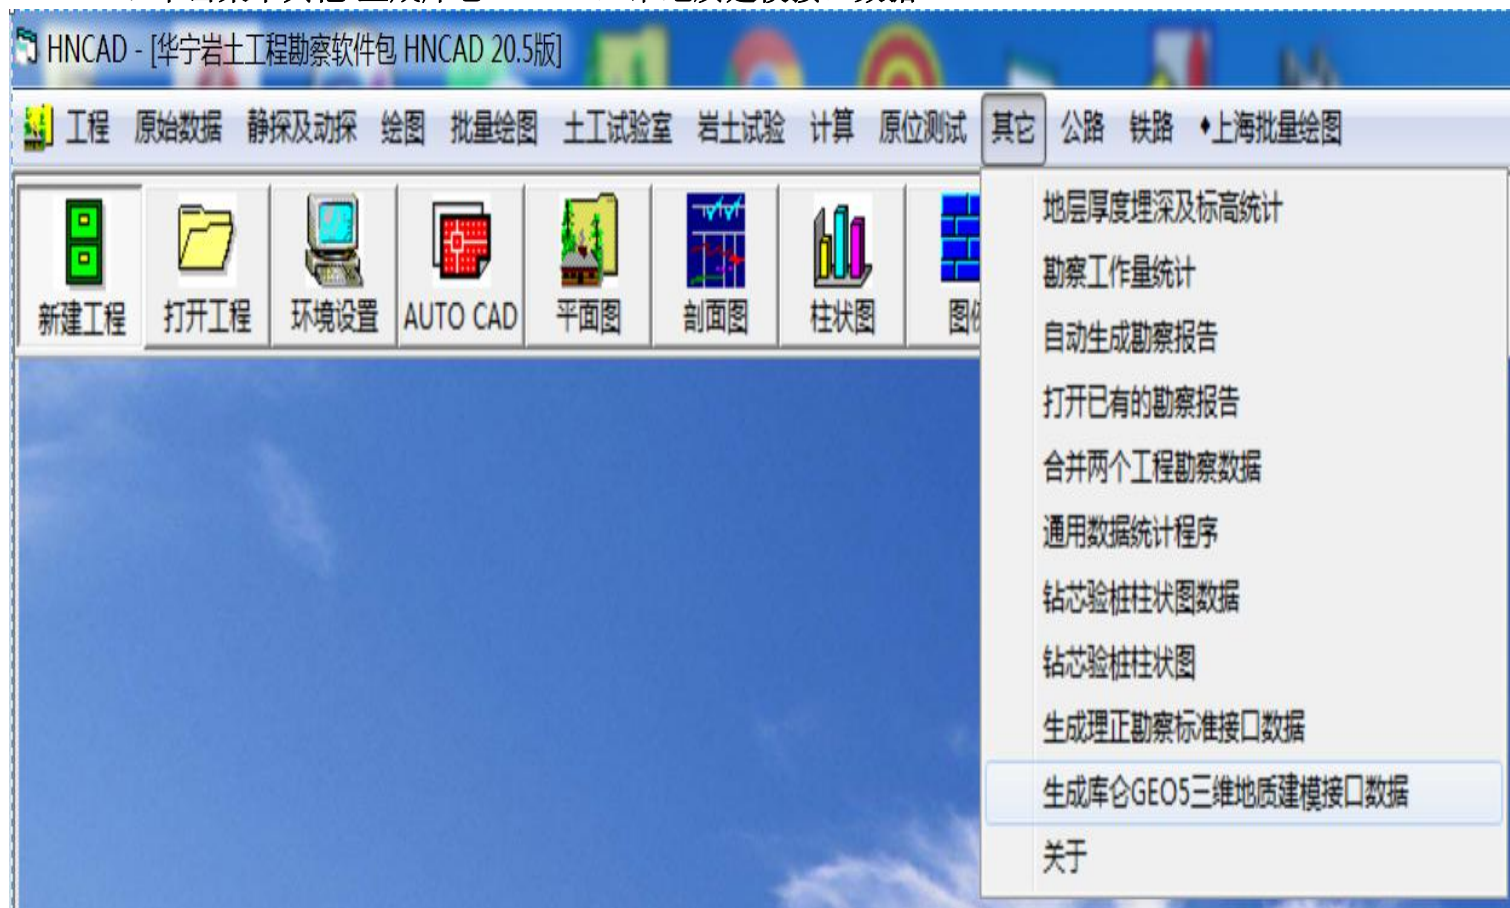 HNCAD - [华宁岩土工程勘察软件包 HNCAD 20.5版]
工程 原始数据 静探及动探 绘图 批量绘图 土工试验室 岩土试验 计算 原位测试 其它 公路 铁路 ♦上海批量绘图
新建工程 打开工程 环境设置 AUTO CAD 平面图 剖面图 柱状图 图
地层厚度埋深及标高统计
勘察工作量统计
自动生成勘察报告
打开已有的勘察报告
合并两个工程勘察数据
通用数据统计程序
钻芯验桩柱状图数据
钻芯验桩柱状图
生成理正勘察标准接口数据
生成库仑GEO5三维地质建模接口数据
关于